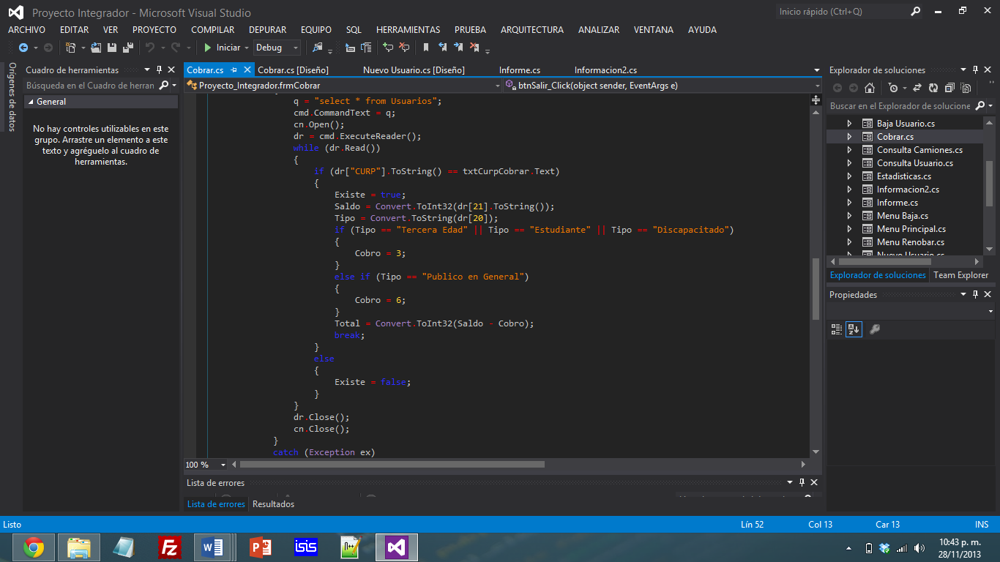 Proyecto Integrador - Microsoft Visual Studio
Inicio rápido (Ctrl+Q)
ARCHIVO EDITAR VER PROYECTO COMPILAR DEPURAR EQUIPO SQL HERRAMIENTAS PRUEBA ARQUITECTURA ANALIZAR VENTANA AYUDA
Iniciar Debug
Orígenes de datos
Cuadro de herramientas
Búsqueda en el Cuadro de herran
General
No hay controles utilizables en este
grupo. Arrastre un elemento a este
texto y agréguelo al cuadro de
herramientas.
Cobrar.cs Cobrar.cs [Diseño] Nuevo Usuario.cs [Diseño] Informe.cs Informacion2.cs
Proyecto_Integrador.frmCobrar btnSalir_Click(object sender, EventArgs e)
q = "select * from Usuarios";
cmd.CommandText = q;
cn.Open();
dr = cmd.ExecuteReader();
while (dr.Read())
{
if (dr["CURP"].ToString() == txtCurpCobrar.Text)
{
Existe = true;
Saldo = Convert.ToInt32(dr[21].ToString());
Tipo = Convert.ToString(dr[20]);
if (Tipo == "Tercera Edad" || Tipo == "Estudiante" || Tipo == "Discapacitado")
{
Cobro = 3;
}
else if (Tipo == "Publico en General")
{
Cobro = 6;
}
Total = Convert.ToInt32(Saldo - Cobro);
break;
}
else
{
Existe = false;
}
}
dr.Close();
cn.Close();
}
catch (Exception ex)
100 %
Lista de errores
Lista de errores Resultados
Explorador de soluciones
Buscar en el Explorador de solucione
Baja Usuario.cs
Cobrar.cs
Consulta Camiones.cs
Consulta Usuario.cs
Estadisticas.cs
Informacion2.cs
Informe.cs
Menu Baja.cs
Menu Principal.cs
Menu Renobar.cs
Nuevo Usuario.cs
Explorador de soluciones Team Explorer
Propiedades
Listo Lín 52 Col 13 Car 13 INS
isis
10:43 p. m.
28/11/2013